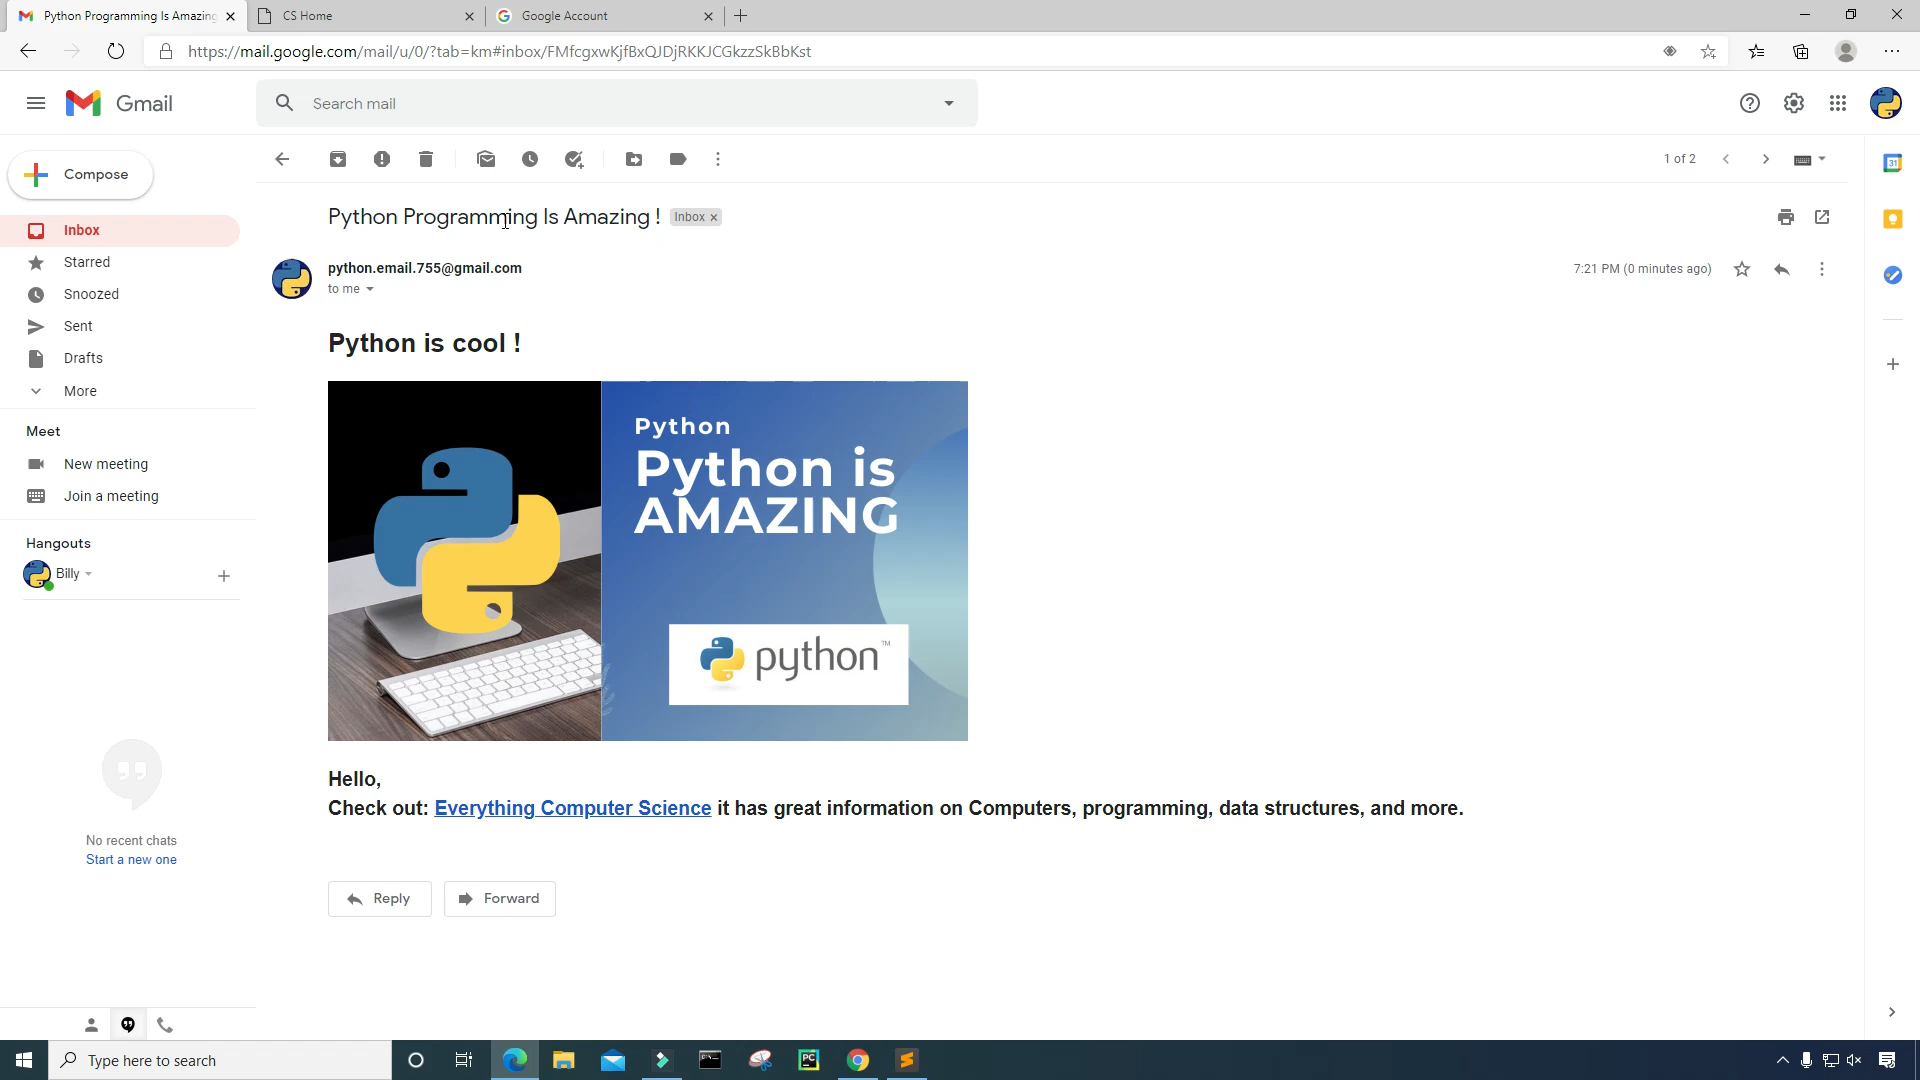 Python Programming Is Amazing
CS Home
Google Account
https://mail.google.com/mail/u/0/?tab=km#inbox/FMfcgxwKjfBxQJDjRKKJCGkzzSkBbKst
Gmail
Search mail
Compose
1 of 2
Inbox
Starred
Snoozed
Sent
Drafts
More
Meet
New meeting
Join a meeting
Hangouts
Billy
No recent chats
Start a new one
Python Programming Is Amazing ! Inbox x
python.email.755@gmail.com
7:21 PM (0 minutes ago)
to me
Python is cool !
Python
Python is
AMAZING
python™
Hello,
Check out: Everything Computer Science it has great information on Computers, programming, data structures, and more.
Reply
Forward
31
Type here to search
PC